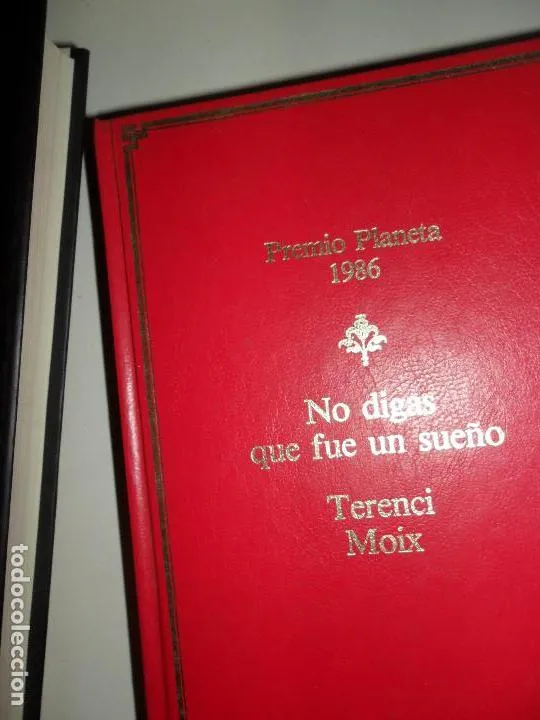 Premio Planeta
1986
No digas
que fue un sueño
Terenci
Moix
todocoleccion